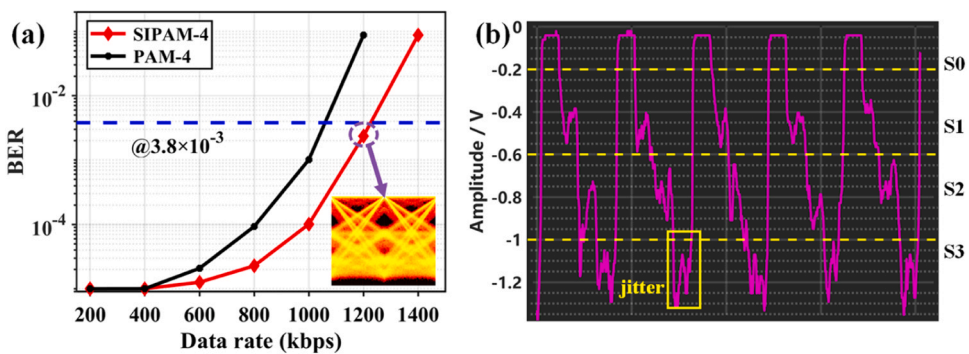 (a)
SIPAM-4
PAM-4
BER
10^-2
10^-4
@3.8×10^-3
200 400 600 800 1000 1200 1400
Data rate (kbps)
(b)
Amplitude / V
0
-0.2
-0.4
-0.6
-0.8
-1
-1.2
S0
S1
S2
S3
jitter